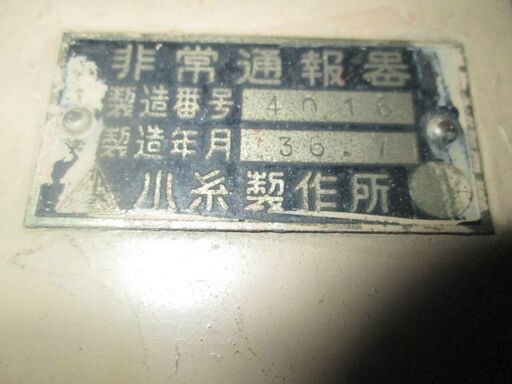 非常通報器
製造番号 4016
製造年月 36.7
小糸製作所